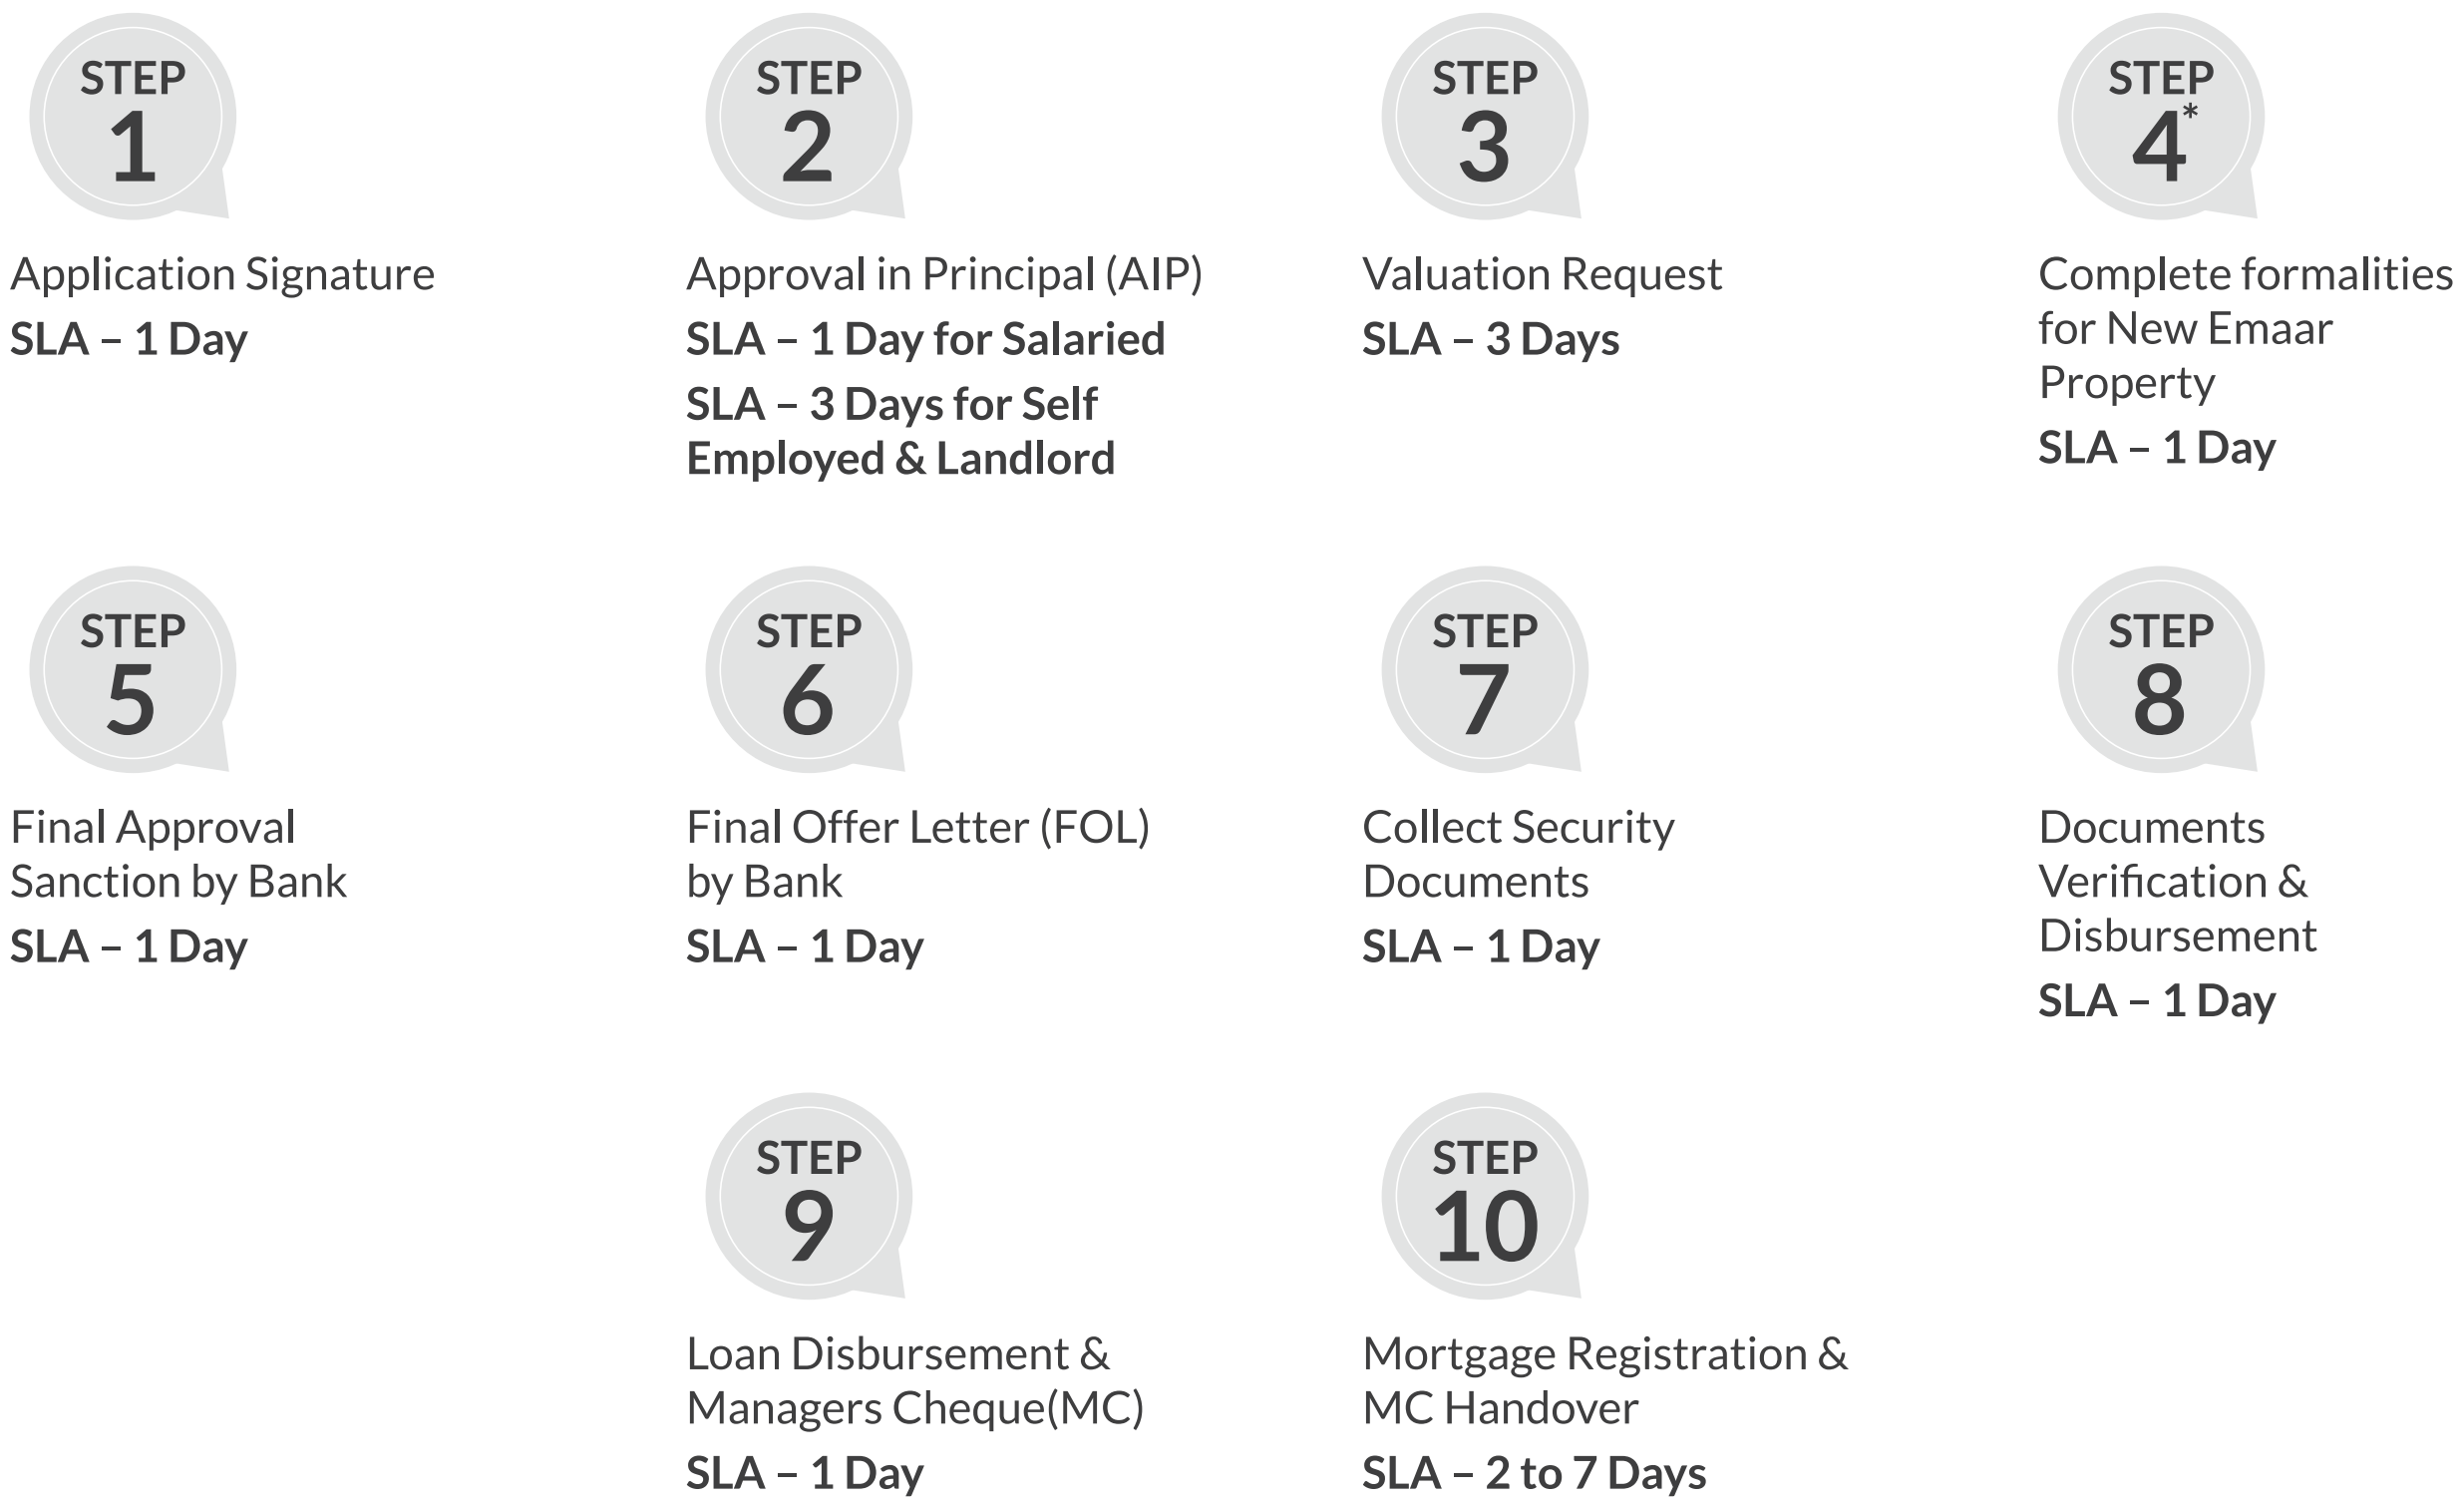 STEP
1
Application Signature
SLA – 1 Day
STEP
2
Approval in Principal (AIP)
SLA – 1 Day for Salaried
SLA – 3 Days for Self
Employed & Landlord
STEP
3
Valuation Request
SLA – 3 Days
STEP
4*
Complete formalities
for New Emaar
Property
SLA – 1 Day
STEP
5
Final Approval
Sanction by Bank
SLA – 1 Day
STEP
6
Final Offer Letter (FOL)
by Bank
SLA – 1 Day
STEP
7
Collect Security
Documents
SLA – 1 Day
STEP
8
Documents
Verification &
Disbursement
SLA – 1 Day
STEP
9
Loan Disbursement &
Managers Cheque(MC)
SLA – 1 Day
STEP
10
Mortgage Registration &
MC Handover
SLA – 2 to 7 Days